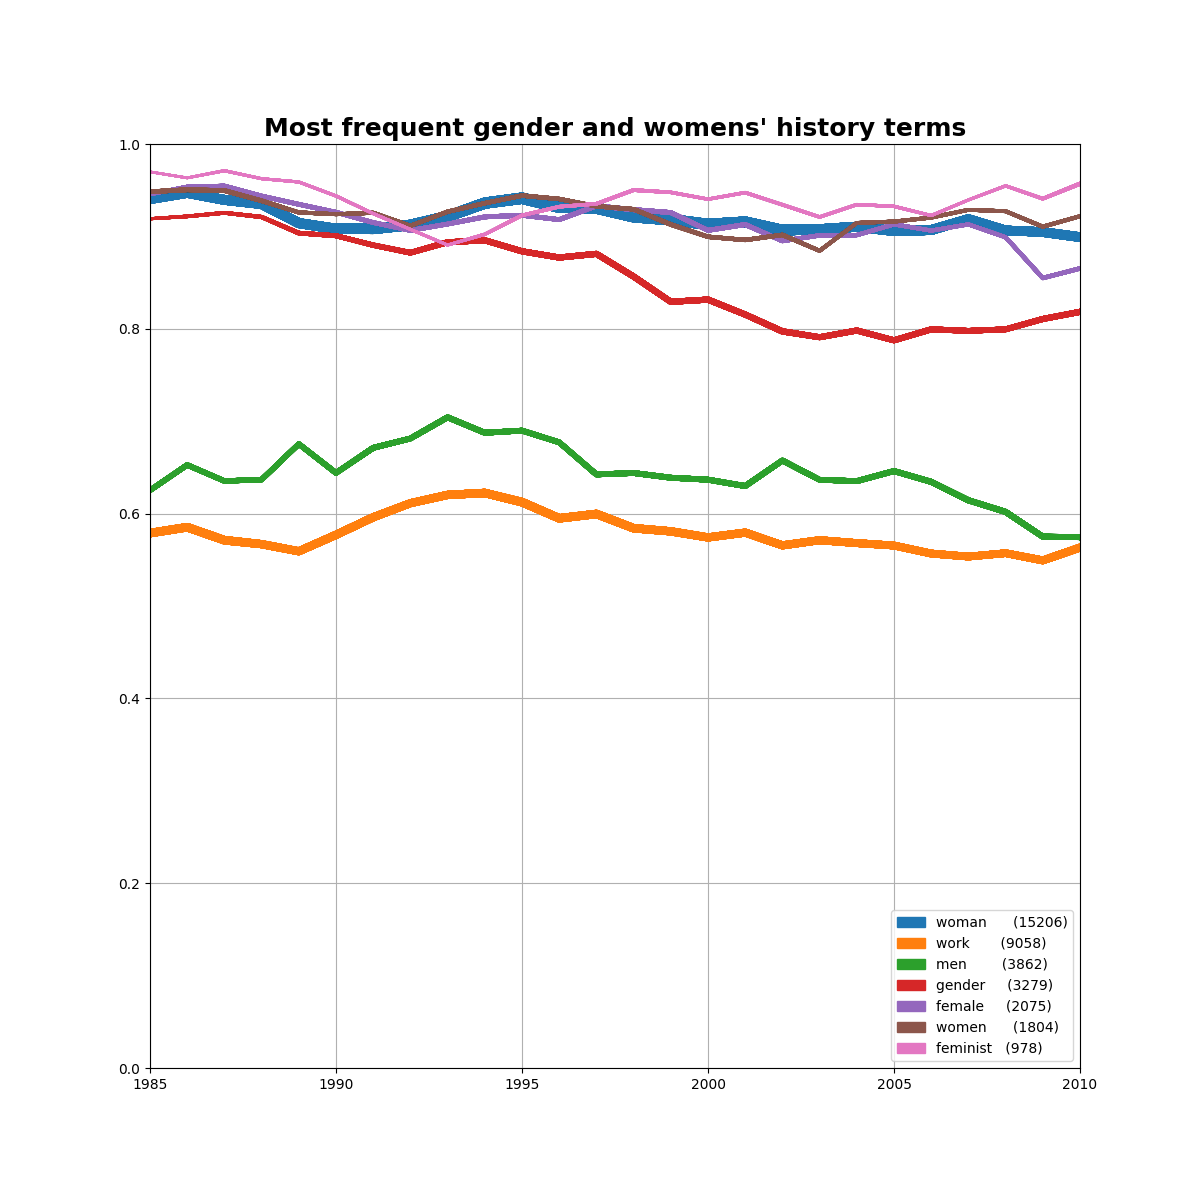 Most frequent gender and womens' history terms
1.0
0.8
0.6
0.4
0.2
0.0
1985 1990 1995 2000 2005 2010
woman (15206)
work (9058)
men (3862)
gender (3279)
female (2075)
women (1804)
feminist (978)